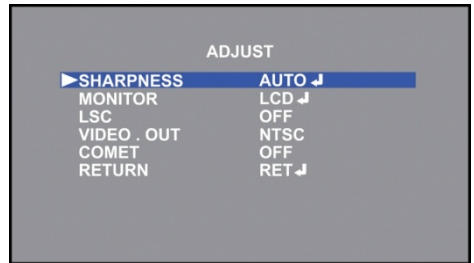 ADJUST
►SHARPNESS AUTO ↲
MONITOR LCD ↲
LSC OFF
VIDEO . OUT NTSC
COMET OFF
RETURN RET ↲